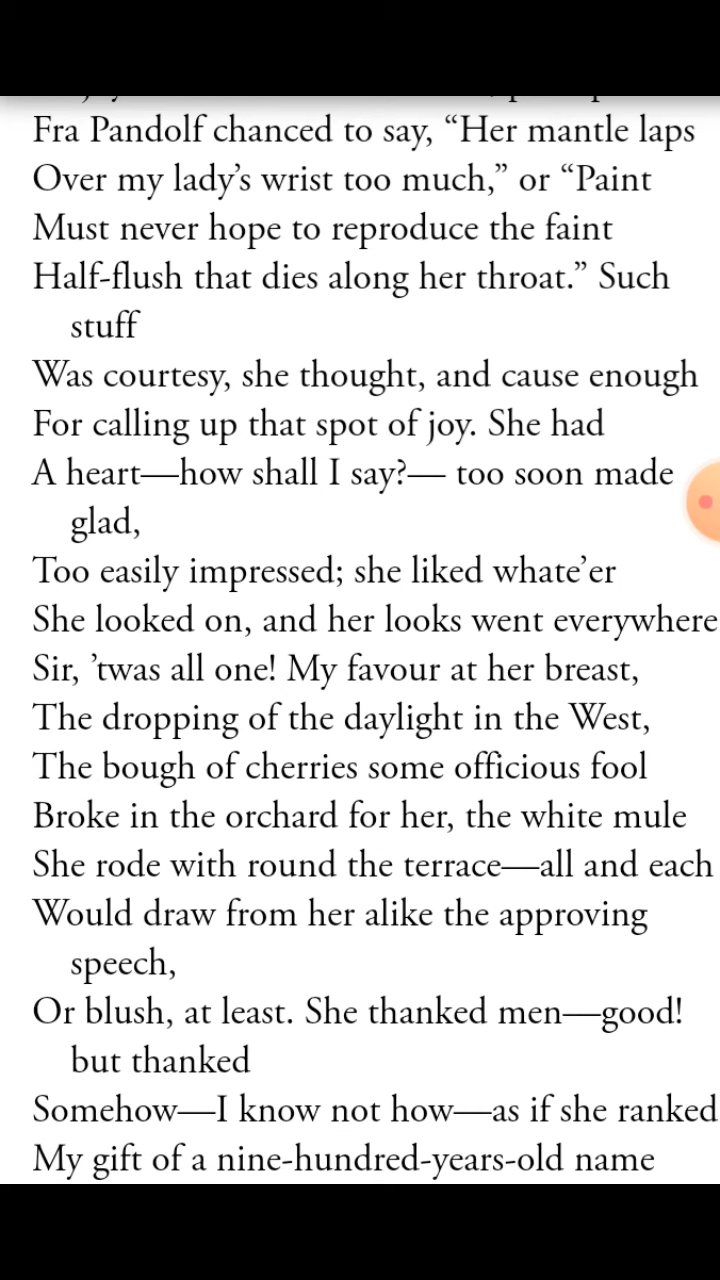 Fra Pandolf chanced to say, “Her mantle laps
Over my lady’s wrist too much,” or “Paint
Must never hope to reproduce the faint
Half-flush that dies along her throat.” Such
stuff
Was courtesy, she thought, and cause enough
For calling up that spot of joy. She had
A heart—how shall I say?— too soon made
glad,
Too easily impressed; she liked whate’er
She looked on, and her looks went everywhere
Sir, ’twas all one! My favour at her breast,
The dropping of the daylight in the West,
The bough of cherries some officious fool
Broke in the orchard for her, the white mule
She rode with round the terrace—all and each
Would draw from her alike the approving
speech,
Or blush, at least. She thanked men—good!
but thanked
Somehow—I know not how—as if she ranked
My gift of a nine-hundred-years-old name